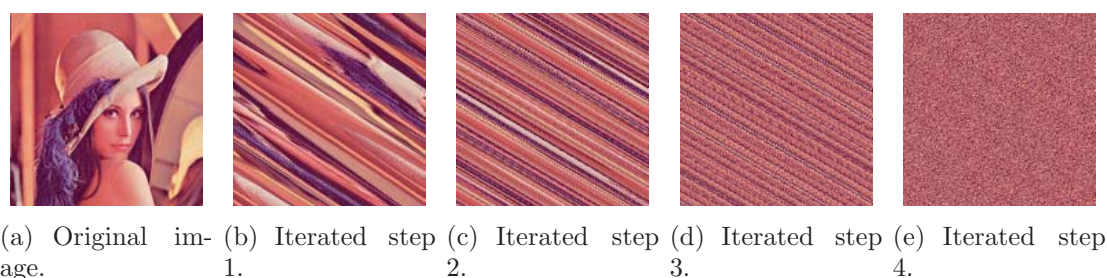 (a) Original im-
age.
(b) Iterated step
1.
(c) Iterated step
2.
(d) Iterated step
3.
(e) Iterated step
4.